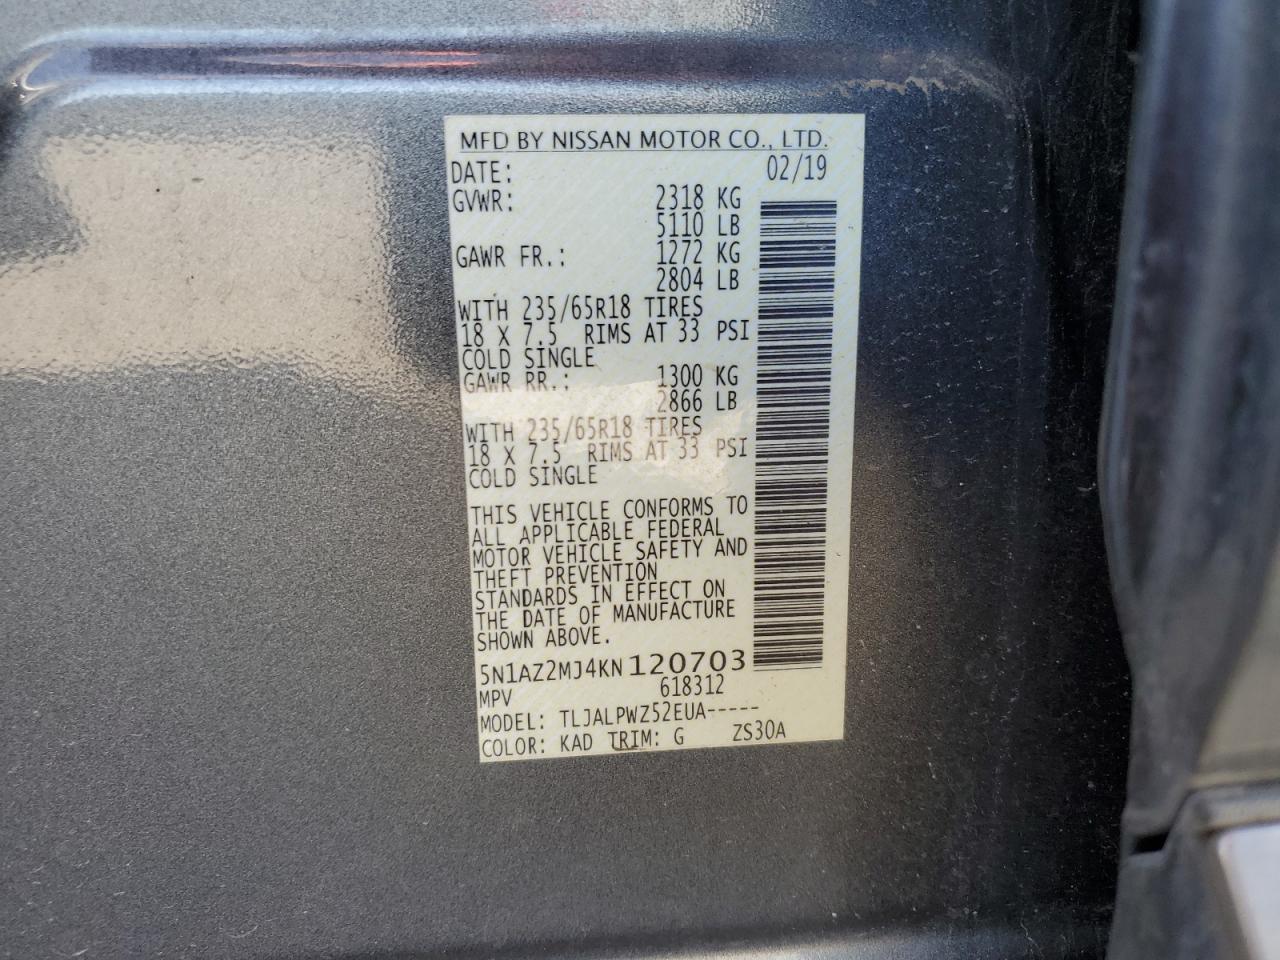 MFD BY NISSAN MOTOR CO., LTD.
DATE: 02/19
GVWR: 2318 KG
5110 LB
GAWR FR.: 1272 KG
2804 LB
WITH 235/65R18 TIRES
18 X 7.5 RIMS AT 33 PSI
COLD SINGLE
GAWR RR.: 1300 KG
2866 LB
WITH 235/65R18 TIRES
18 X 7.5 RIMS AT 33 PSI
COLD SINGLE
THIS VEHICLE CONFORMS TO
ALL APPLICABLE FEDERAL
MOTOR VEHICLE SAFETY AND
THEFT PREVENTION
STANDARDS IN EFFECT ON
THE DATE OF MANUFACTURE
SHOWN ABOVE.
5N1AZ2MJ4KN120703
MPV 618312
MODEL: TLJALPWZ52EUA-----
COLOR: KAD TRIM: G ZS30A